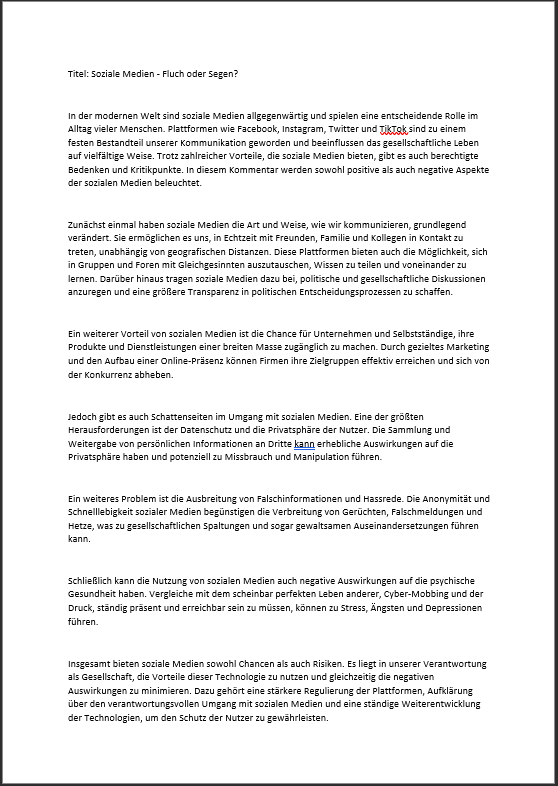 Titel: Soziale Medien - Fluch oder Segen?
In der modernen Welt sind soziale Medien allgegenwärtig und spielen eine entscheidende Rolle im
Alltag vieler Menschen. Plattformen wie Facebook, Instagram, Twitter und TikTok sind zu einem
festen Bestandteil unserer Kommunikation geworden und beeinflussen das gesellschaftliche Leben
auf vielfältige Weise. Trotz zahlreicher Vorteile, die soziale Medien bieten, gibt es auch berechtigte
Bedenken und Kritikpunkte. In diesem Kommentar werden sowohl positive als auch negative Aspekte
der sozialen Medien beleuchtet.
Zunächst einmal haben soziale Medien die Art und Weise, wie wir kommunizieren, grundlegend
verändert. Sie ermöglichen es uns, in Echtzeit mit Freunden, Familie und Kollegen in Kontakt zu
treten, unabhängig von geografischen Distanzen. Diese Plattformen bieten auch die Möglichkeit, sich
in Gruppen und Foren mit Gleichgesinnten auszutauschen, Wissen zu teilen und voneinander zu
lernen. Darüber hinaus tragen soziale Medien dazu bei, politische und gesellschaftliche Diskussionen
anzuregen und eine größere Transparenz in politischen Entscheidungsprozessen zu schaffen.
Ein weiterer Vorteil von sozialen Medien ist die Chance für Unternehmen und Selbstständige, ihre
Produkte und Dienstleistungen einer breiten Masse zugänglich zu machen. Durch gezieltes Marketing
und den Aufbau einer Online-Präsenz können Firmen ihre Zielgruppen effektiv erreichen und sich von
der Konkurrenz abheben.
Jedoch gibt es auch Schattenseiten im Umgang mit sozialen Medien. Eine der größten
Herausforderungen ist der Datenschutz und die Privatsphäre der Nutzer. Die Sammlung und
Weitergabe von persönlichen Informationen an Dritte kann erhebliche Auswirkungen auf die
Privatsphäre haben und potenziell zu Missbrauch und Manipulation führen.
Ein weiteres Problem ist die Ausbreitung von Falschinformationen und Hassrede. Die Anonymität und
Schnelllebigkeit sozialer Medien begünstigen die Verbreitung von Gerüchten, Falschmeldungen und
Hetze, was zu gesellschaftlichen Spaltungen und sogar gewaltsamen Auseinandersetzungen führen
kann.
Schließlich kann die Nutzung von sozialen Medien auch negative Auswirkungen auf die psychische
Gesundheit haben. Vergleiche mit dem scheinbar perfekten Leben anderer, Cyber-Mobbing und der
Druck, ständig präsent und erreichbar sein zu müssen, können zu Stress, Ängsten und Depressionen
führen.
Insgesamt bieten soziale Medien sowohl Chancen als auch Risiken. Es liegt in unserer Verantwortung
als Gesellschaft, die Vorteile dieser Technologie zu nutzen und gleichzeitig die negativen
Auswirkungen zu minimieren. Dazu gehört eine stärkere Regulierung der Plattformen, Aufklärung
über den verantwortungsvollen Umgang mit sozialen Medien und eine ständige Weiterentwicklung
der Technologien, um den Schutz der Nutzer zu gewährleisten.